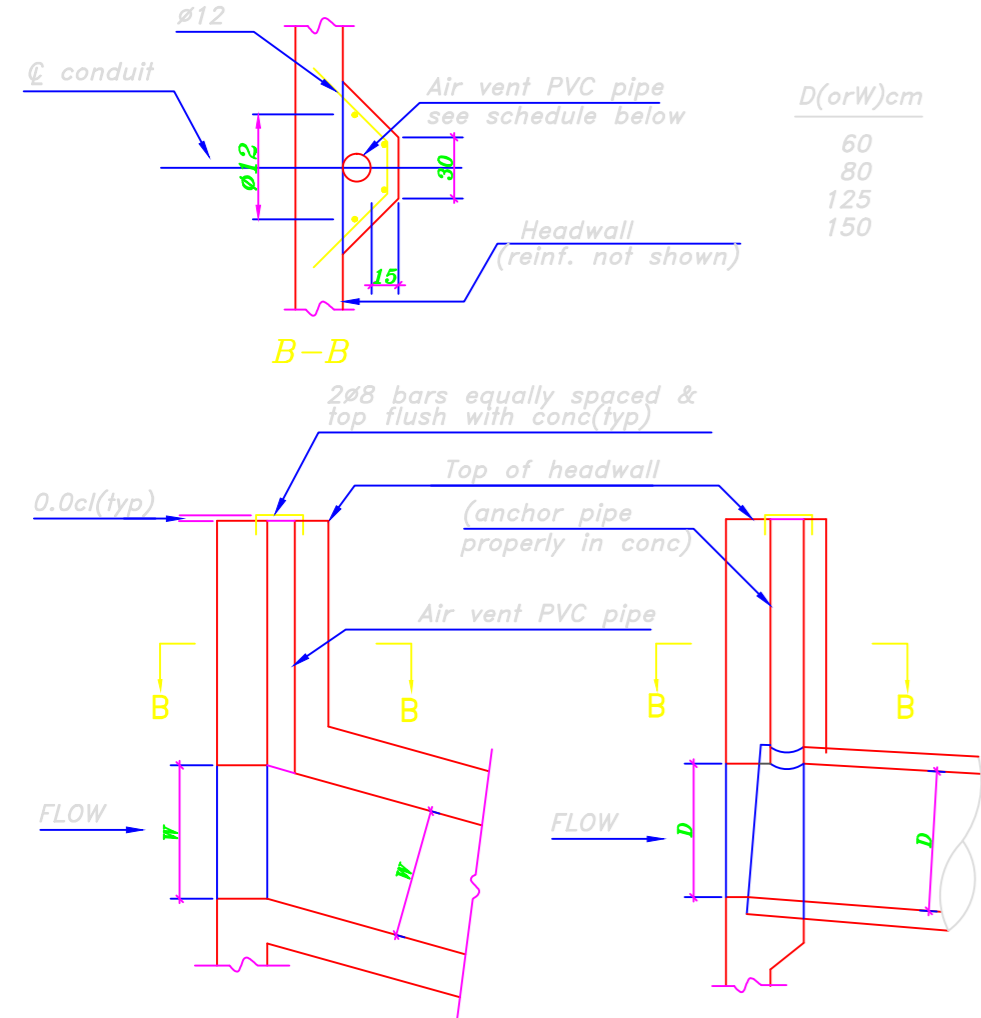 ø12
℄ conduit
Air vent PVC pipe
see schedule below
D(orW)cm
60
80
125
150
ø12
30
Headwall
(reinf. not shown)
15
B-B
2ø8 bars equally spaced &
top flush with conc(typ)
Top of headwall
0.0cl(typ)
(anchor pipe
properly in conc)
Air vent PVC pipe
B
B
B
B
FLOW
W
W
FLOW
D
D